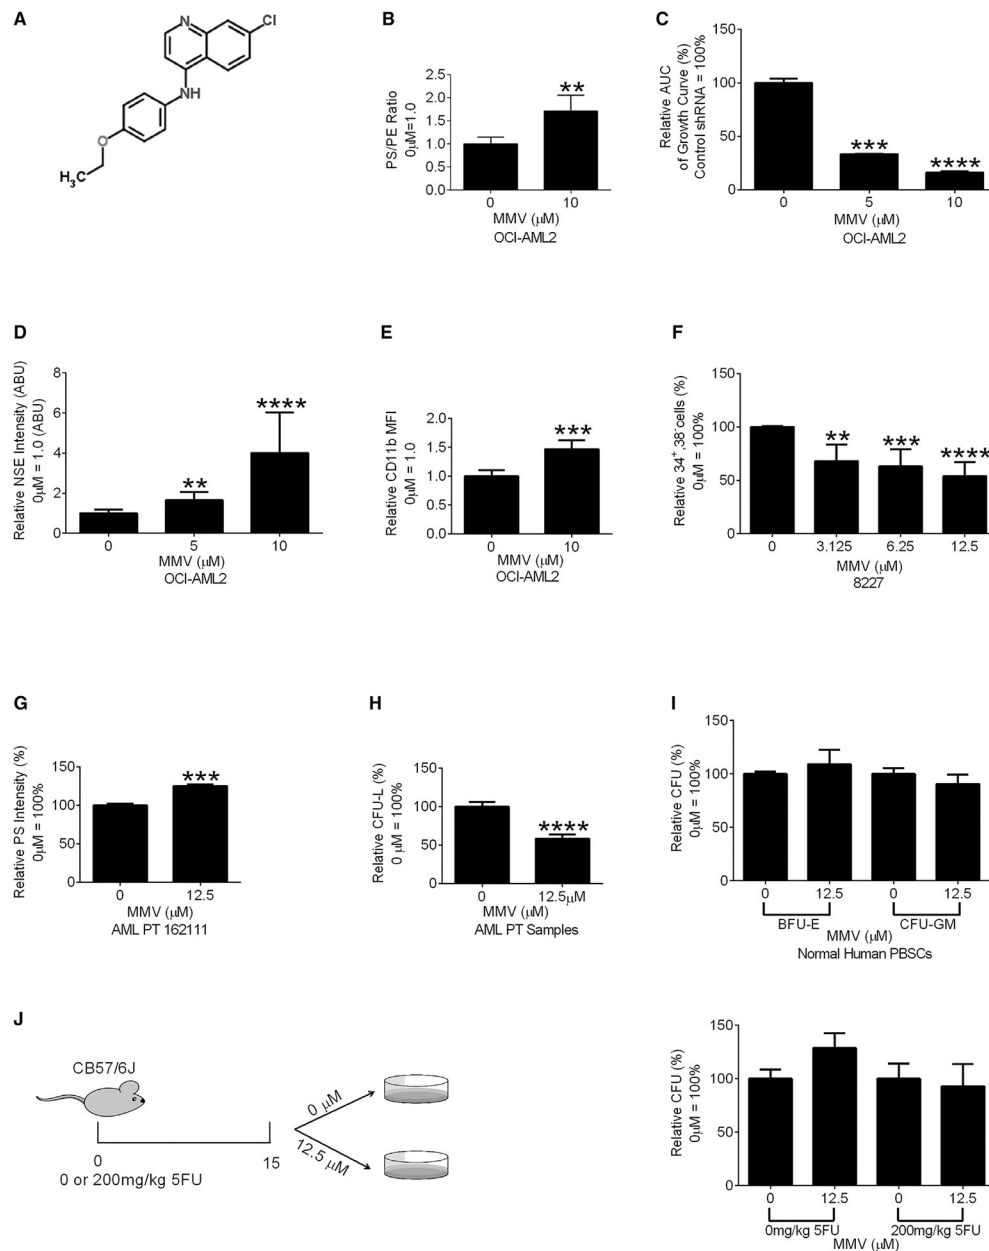 A
N
Cl
NH
O
H₃C
B
PS/PE Ratio
0µM=1.0
2.5
2.0
1.5
1.0
0.5
0.0
**
0
10
MMV (µM)
OCI-AML2
C
Relative AUC
of Growth Curve (%)
Control shRNA = 100%
150
100
50
0
***
****
0
5
10
MMV (µM)
OCI-AML2
D
Relative NSE Intensity (ABU)
0µM = 1.0 (ABU)
8
6
4
2
0
**
****
0
5
10
MMV (µM)
OCI-AML2
E
Relative CD11b MFI
0µM = 1.0
2.0
1.5
1.0
0.5
0.0
***
0
10
MMV (µM)
OCI-AML2
F
Relative 34⁺,38⁻cells (%)
0µM = 100%
150
100
50
0
**
***
****
0
3.125
6.25
12.5
MMV (µM)
8227
G
Relative PS Intensity (%)
0µM = 100%
150
100
50
0
***
0
12.5
MMV (µM)
AML PT 162111
H
Relative CFU-L (%)
0 µM = 100%
150
100
50
0
****
0
12.5µM
MMV (µM)
AML PT Samples
I
Relative CFU (%)
0µM = 100%
150
100
50
0
0
12.5
0
12.5
BFU-E
CFU-GM
MMV (µM)
Normal Human PBSCs
J
CB57/6J
0
15
0 or 200mg/kg 5FU
0 µM
12.5 µM
Relative CFU (%)
0µM = 100%
150
100
50
0
0
12.5
0
12.5
0mg/kg 5FU
200mg/kg 5FU
MMV (µM)